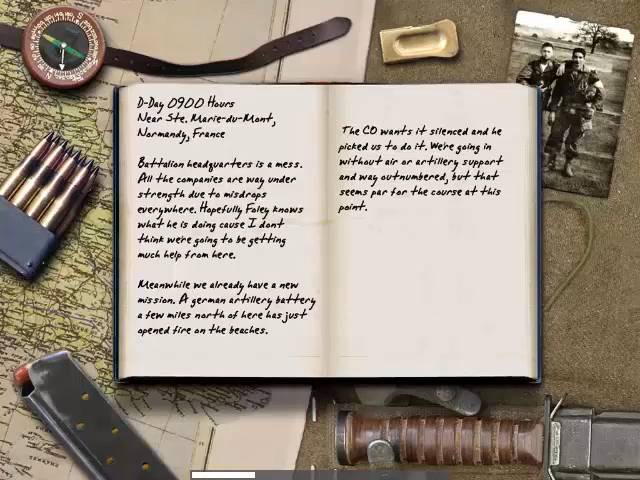 D-Day 0900 Hours
Near Ste. Marie-du-Mont,
Normandy, France
Battalion headquarters is a mess.
All the companies are way under
strength due to misdrops
everywhere. Hopefully Foley knows
what he is doing cause I dont
think we're going to be getting
much help from here.
Meanwhile we already have a new
mission. A german artillery battery
a few miles north of here has just
opened fire on the beaches.
The CO wants it silenced and he
picked us to do it. We're going in
without air or artillery support
and way outnumbered, but that
seems par for the course at this
point.